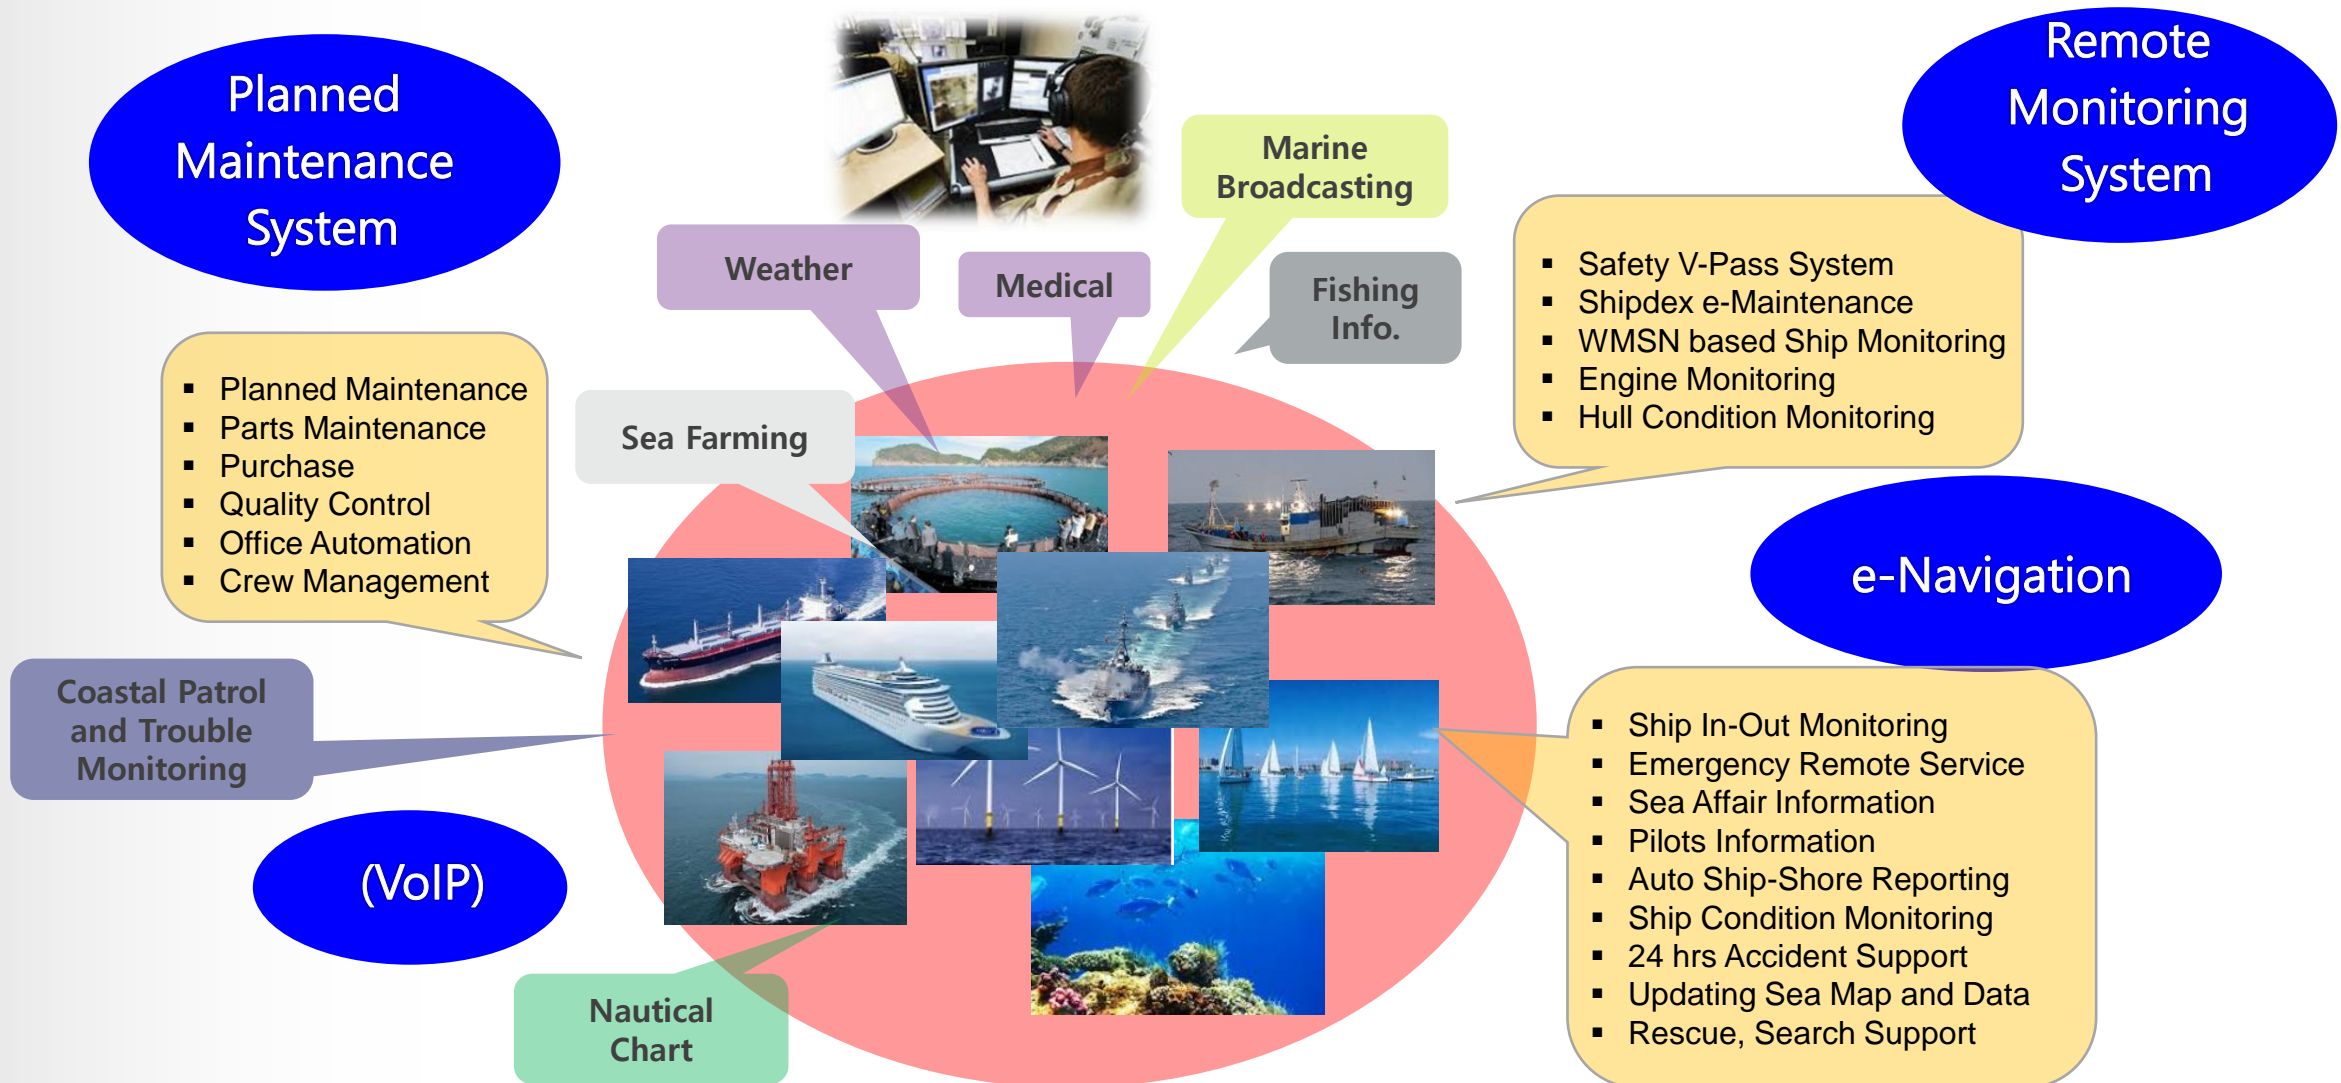 Planned
Maintenance
System
Remote
Monitoring
System
Marine
Broadcasting
Weather
Medical
Fishing
Info.
▪ Safety V-Pass System
▪ Shipdex e-Maintenance
▪ WMSN based Ship Monitoring
▪ Engine Monitoring
▪ Hull Condition Monitoring
▪ Planned Maintenance
▪ Parts Maintenance
▪ Purchase
▪ Quality Control
▪ Office Automation
▪ Crew Management
Sea Farming
e-Navigation
Coastal Patrol
and Trouble
Monitoring
(VoIP)
▪ Ship In-Out Monitoring
▪ Emergency Remote Service
▪ Sea Affair Information
▪ Pilots Information
▪ Auto Ship-Shore Reporting
▪ Ship Condition Monitoring
▪ 24 hrs Accident Support
▪ Updating Sea Map and Data
▪ Rescue, Search Support
Nautical
Chart